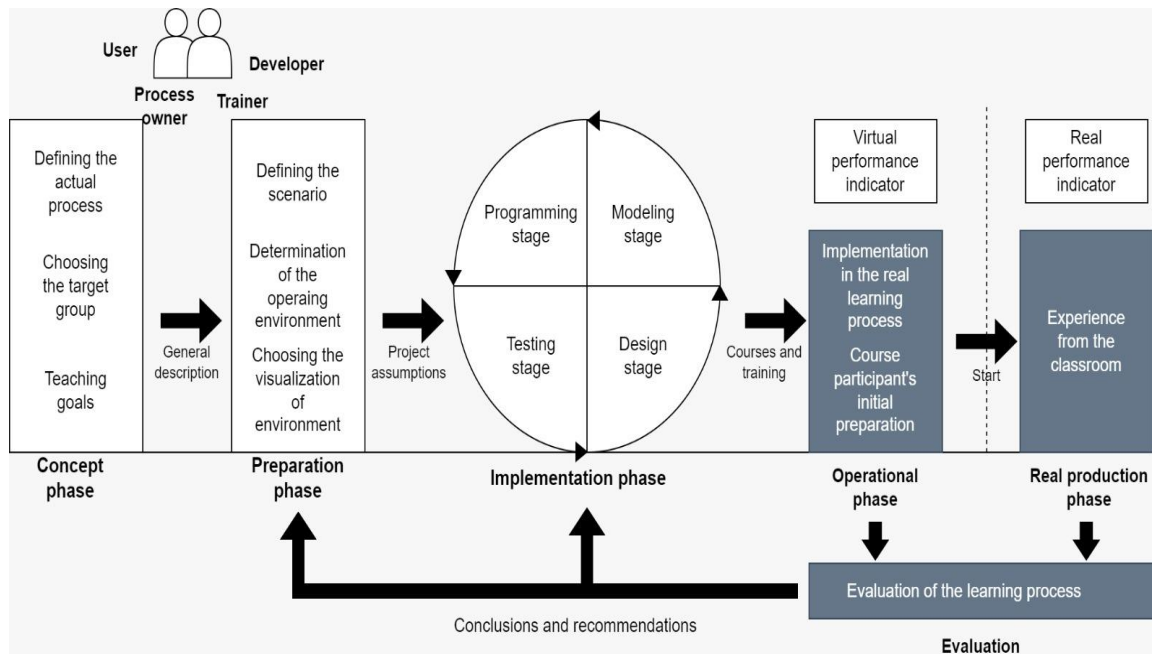 User
Developer
Process
owner
Trainer
Defining the
actual
process
Choosing
the target
group
Teaching
goals
Concept
phase
General
description
Defining the
scenario
Determination
of the
operaing
environment
Choosing the
visualization
of
environment
Preparation
phase
Project
assumptions
Programming
stage
Modeling
stage
Testing
stage
Design
stage
Implementation phase
Courses and
training
Virtual
performance
indicator
Implementation
in the real
learning
process
Course
participant's
initial
preparation
Operational
phase
Start
Real
performance
indicator
Experience
from the
classroom
Real production
phase
Evaluation of the learning process
Evaluation
Conclusions and recommendations